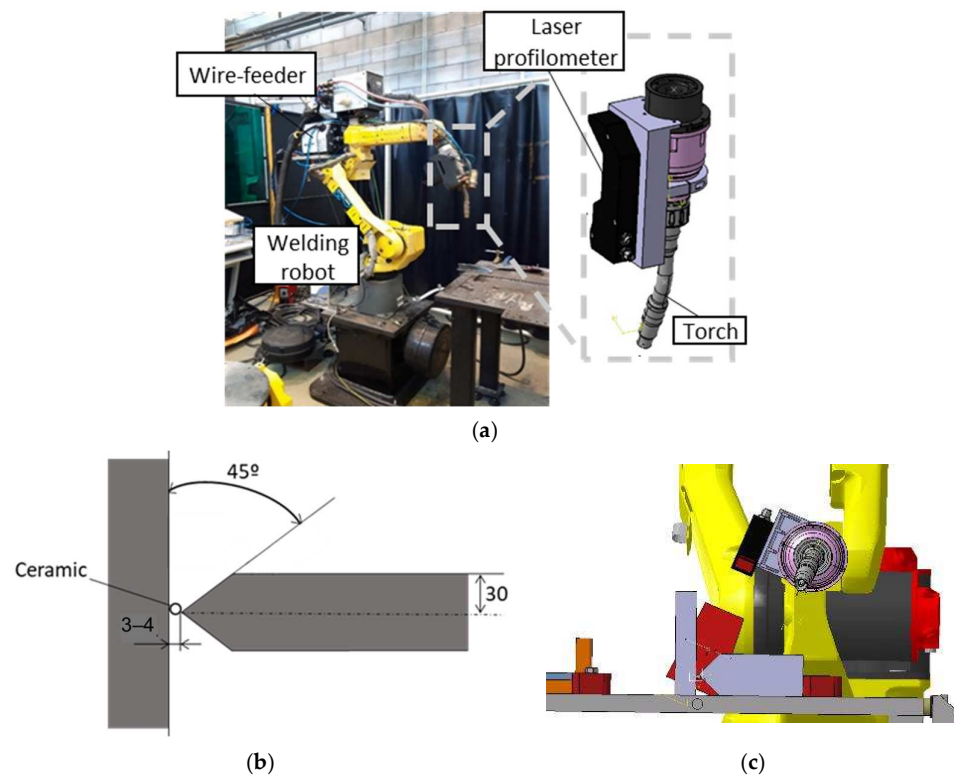 Laser
profilometer
Wire-feeder
Welding
robot
Torch
(a)
45º
Ceramic
30
3–4
(b)
(c)